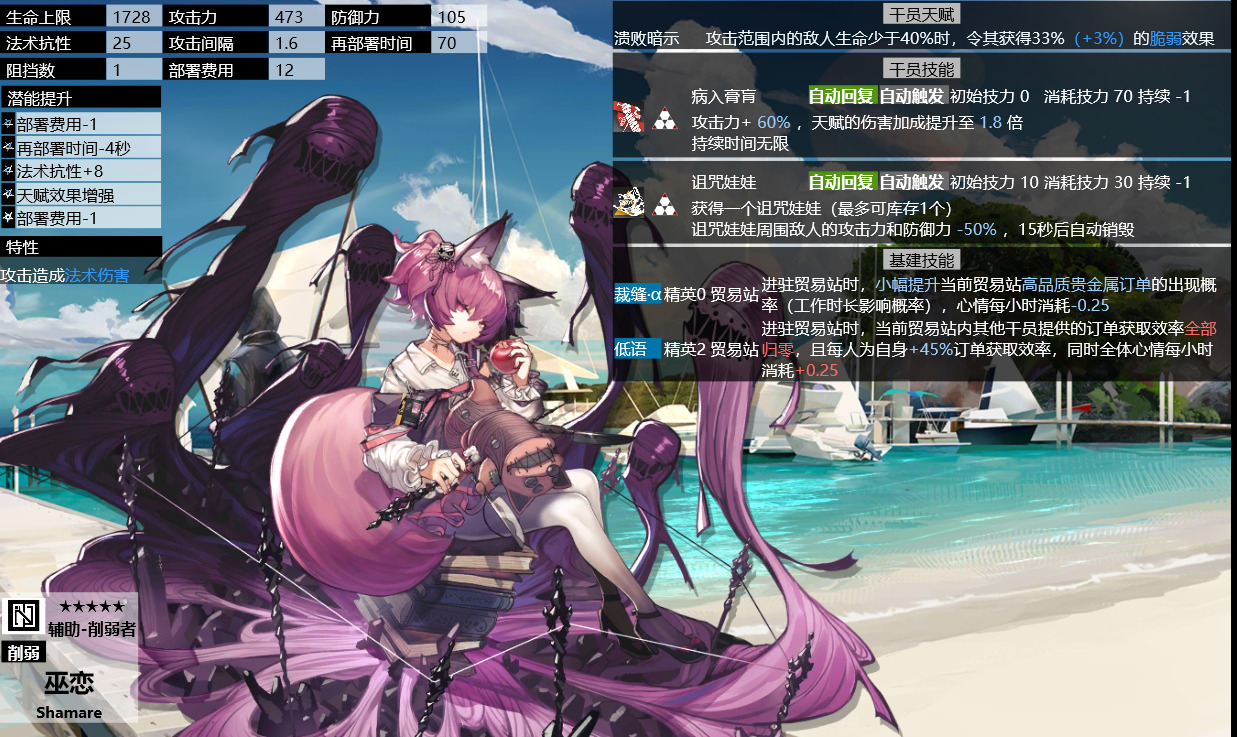 生命上限 1728 攻击力 473 防御力 105
法术抗性 25 攻击间隔 1.6 再部署时间 70
阻挡数 1 部署费用 12
潜能提升
部署费用-1
再部署时间-4秒
法术抗性+8
天赋效果增强
部署费用-1
特性
攻击造成法术伤害
★★★★★
辅助-削弱者
削弱
巫恋
Shamare
干员天赋
溃败暗示 攻击范围内的敌人生命少于40%时，令其获得33%（+3%）的脆弱效果
干员技能
病入膏肓 自动回复 自动触发 初始技力 0 消耗技力 70 持续 -1
攻击力+ 60% ，天赋的伤害加成提升至 1.8 倍
持续时间无限
诅咒娃娃 自动回复 自动触发 初始技力 10 消耗技力 30 持续 -1
获得一个诅咒娃娃（最多可库存1个）
诅咒娃娃周围敌人的攻击力和防御力 -50% ，15秒后自动销毁
基建技能
裁缝·α 精英0 贸易站 进驻贸易站时，小幅提升当前贸易站高品质贵金属订单的出现概
率（工作时长影响概率），心情每小时消耗-0.25
进驻贸易站时，当前贸易站内其他干员提供的订单获取效率全部
低语 精英2 贸易站 归零，且每人为自身+45%订单获取效率，同时全体心情每小时
消耗+0.25